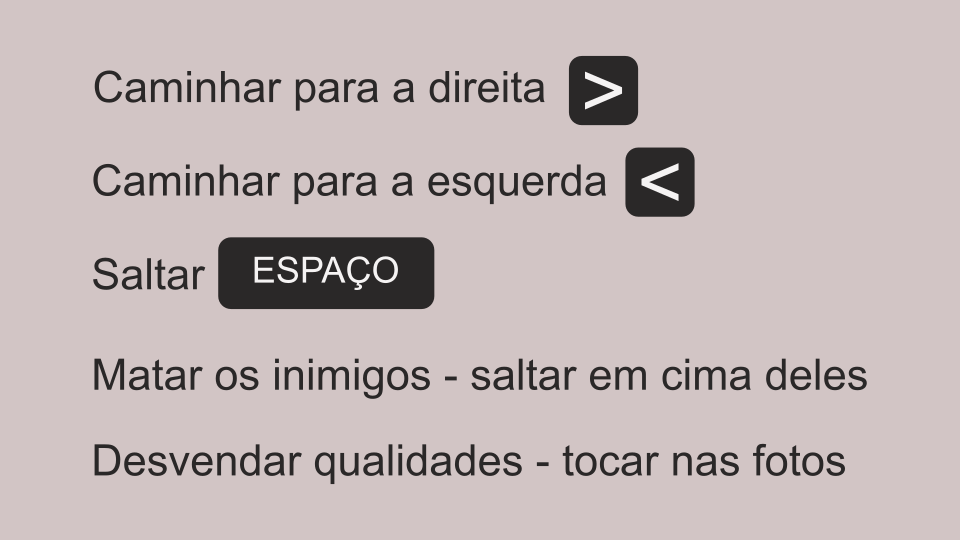 Caminhar para a direita >
Caminhar para a esquerda <
Saltar ESPAÇO
Matar os inimigos - saltar em cima deles
Desvendar qualidades - tocar nas fotos